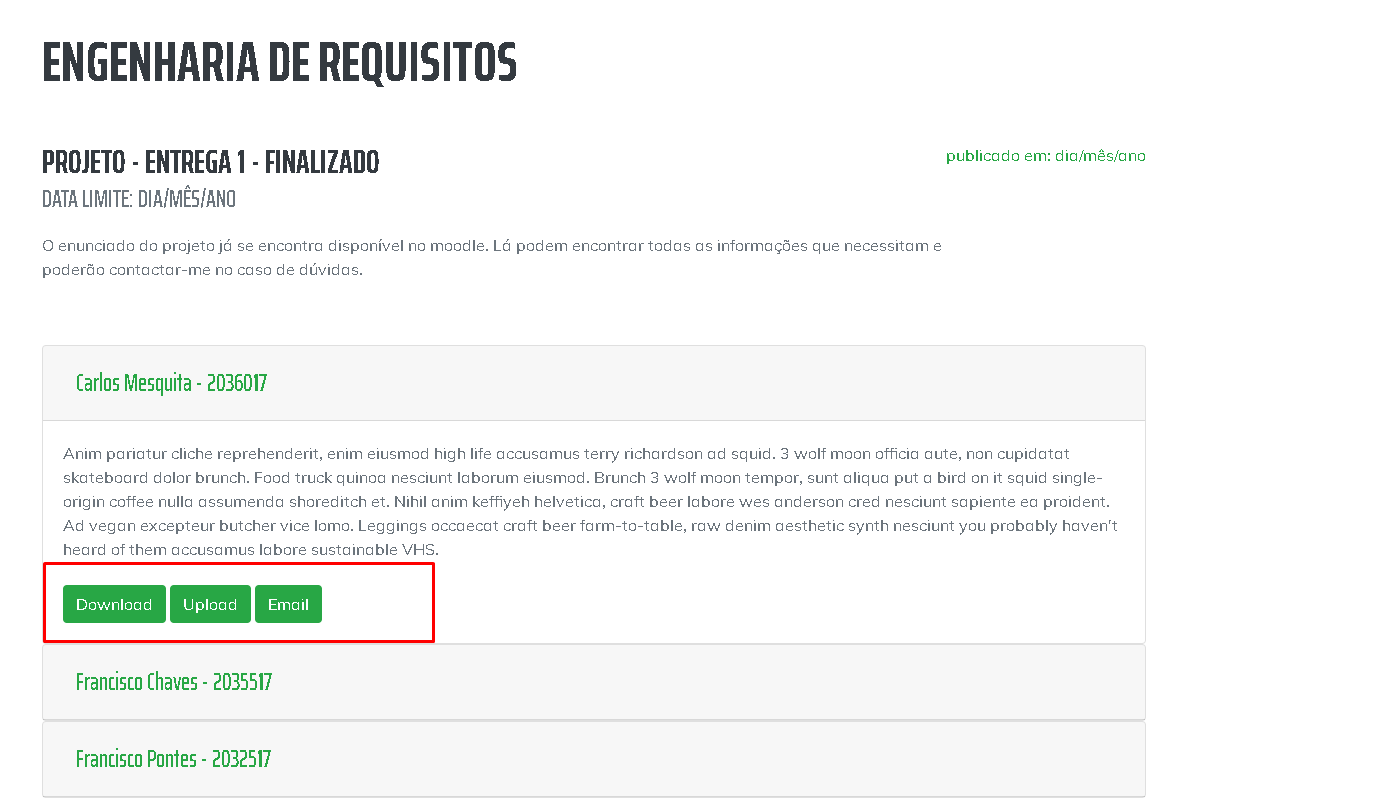 ENGENHARIA DE REQUISITOS
PROJETO - ENTREGA 1 - FINALIZADO
publicado em: dia/mês/ano
DATA LIMITE: DIA/MÊS/ANO
O enunciado do projeto já se encontra disponível no moodle. Lá podem encontrar todas as informações que necessitam e
poderão contactar-me no caso de dúvidas.
Carlos Mesquita - 2036017
Anim pariatur cliche reprehenderit, enim eiusmod high life accusamus terry richardson ad squid. 3 wolf moon officia aute, non cupidatat
skateboard dolor brunch. Food truck quinoa nesciunt laborum eiusmod. Brunch 3 wolf moon tempor, sunt aliqua put a bird on it squid single-
origin coffee nulla assumenda shoreditch et. Nihil anim keffiyeh helvetica, craft beer labore wes anderson cred nesciunt sapiente ea proident.
Ad vegan excepteur butcher vice lomo. Leggings occaecat craft beer farm-to-table, raw denim aesthetic synth nesciunt you probably haven't
heard of them accusamus labore sustainable VHS.
Download Upload Email
Francisco Chaves - 2035517
Francisco Pontes - 2032517